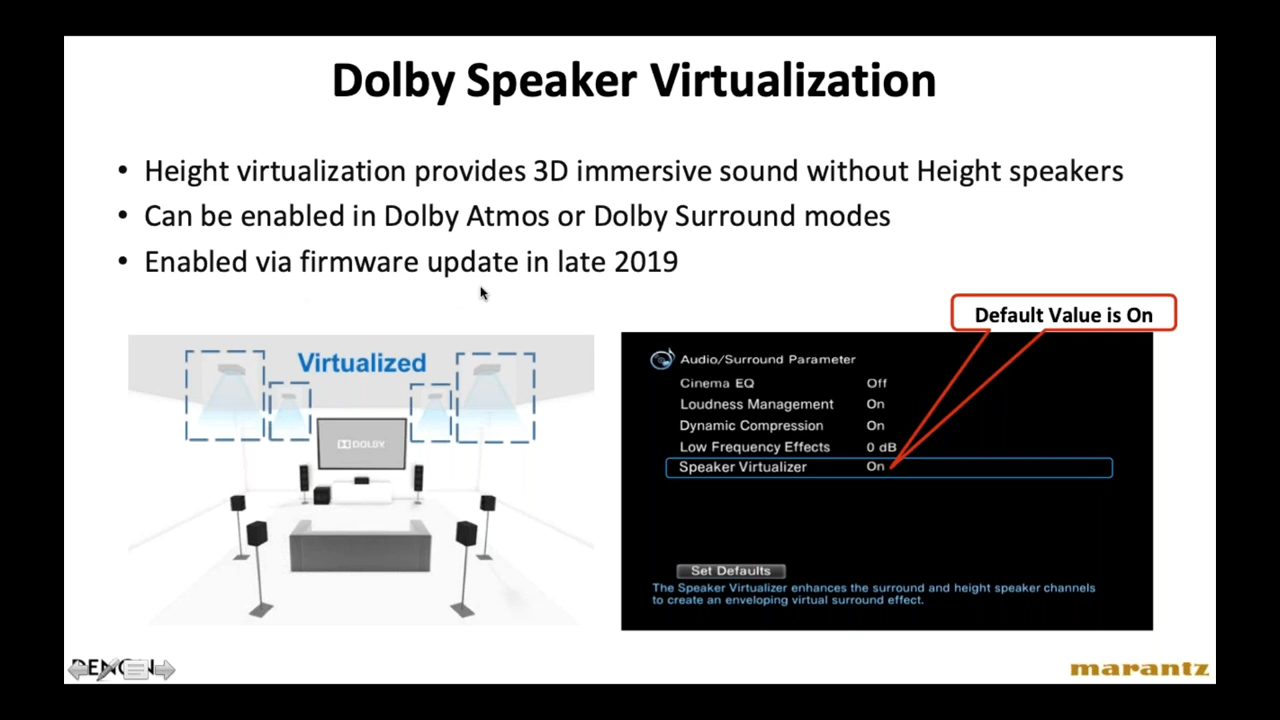 Dolby Speaker Virtualization
• Height virtualization provides 3D immersive sound without Height speakers
• Can be enabled in Dolby Atmos or Dolby Surround modes
• Enabled via firmware update in late 2019
Default Value is On
Virtualized
DOLBY
Audio/Surround Parameter
Cinema EQ Off
Loudness Management On
Dynamic Compression On
Low Frequency Effects 0 dB
Speaker Virtualizer On
Set Defaults
The Speaker Virtualizer enhances the surround and height speaker channels
to create an enveloping virtual surround effect.
DENON
marantz